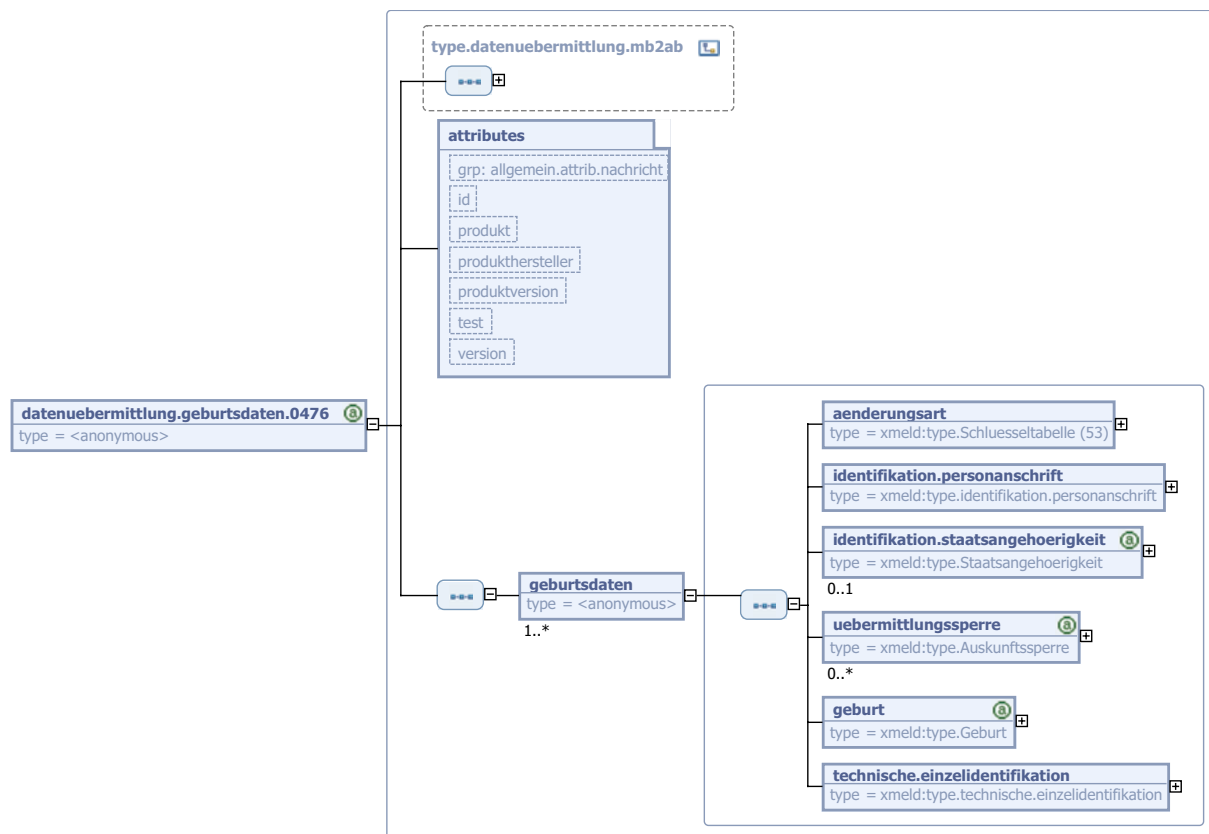 type.datenuebermittlung.mb2ab
attributes
grp: allgemein.attrib.nachricht
id
produkt
produkthersteller
produktversion
test
version
datenuebermittlung.geburtsdaten.0476
type = <anonymous>
geburtsdaten
type = <anonymous>
1..*
aenderungsart
type = xmeld:type.Schluesseltabelle (53)
identifikation.personanschrift
type = xmeld:type.identifikation.personanschrift
identifikation.staatsangehoerigkeit
type = xmeld:type.Staatsangehoerigkeit
0..1
uebermittlungssperre
type = xmeld:type.Auskunftssperre
0..*
geburt
type = xmeld:type.Geburt
technische.einzelidentifikation
type = xmeld:type.technische.einzelidentifikation